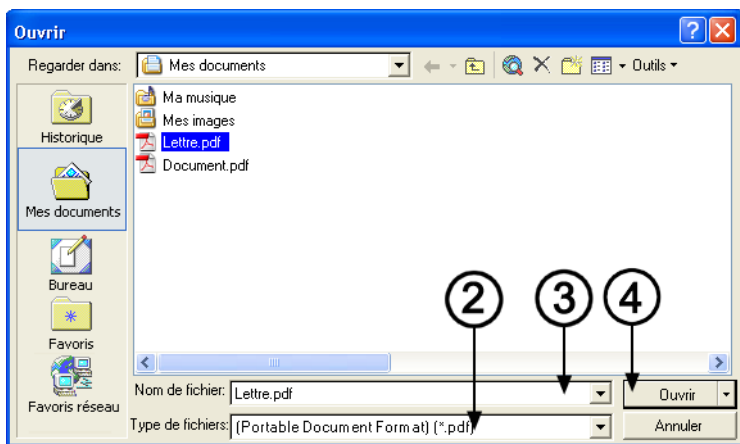 Ouvrir
Regarder dans: Mes documents Outils
Ma musique
Mes images
Lettre.pdf
Document.pdf
Historique
Mes documents
Bureau
Favoris
Favoris réseau
2 3 4
Nom de fichier: Lettre.pdf Ouvrir
Type de fichiers: (Portable Document Format) (*.pdf) Annuler